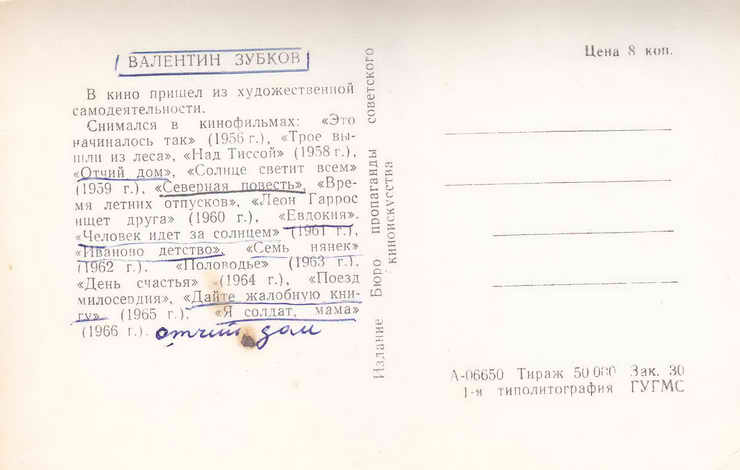 ВАЛЕНТИН ЗУБКОВ
В кино пришел из художественной
самодеятельности.
Снимался в кинофильмах: «Это
начиналось так» (1956 г.), «Трое вы-
шли из леса», «Над Тиссой» (1958 г.),
«Отчий дом», «Солнце светит всем»
(1959 г.), «Северная повесть», «Вре-
мя летних отпусков», «Леон Гаррос
ищет друга» (1960 г.), «Евдокия».
«Человек идет за солнцем» (1961 г.),
«Иваново детство», «Семь нянек»
(1962 г.). «Половодье» (1963 г.).
«День счастья» (1964 г.), «Поезд
милосердия», «Дайте жалобную кни-
гу» (1965 г.). «Я солдат, мама»
(1966 г.). отчий дом
Издание Бюро пропаганды советского
киноискусства
Цена 8 коп.
А-06650 Тираж 50 000 Зак. 30
1-я типолитография ГУГМС